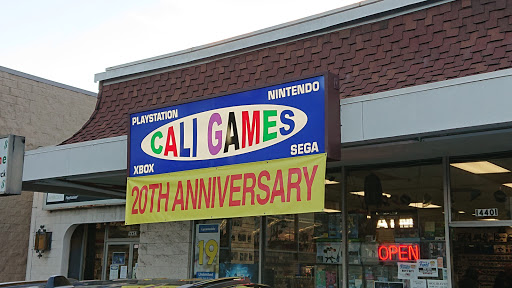 PLAYSTATION
NINTENDO
CALI GAMES
XBOX
SEGA
20TH ANNIVERSARY
19
OPEN
14401